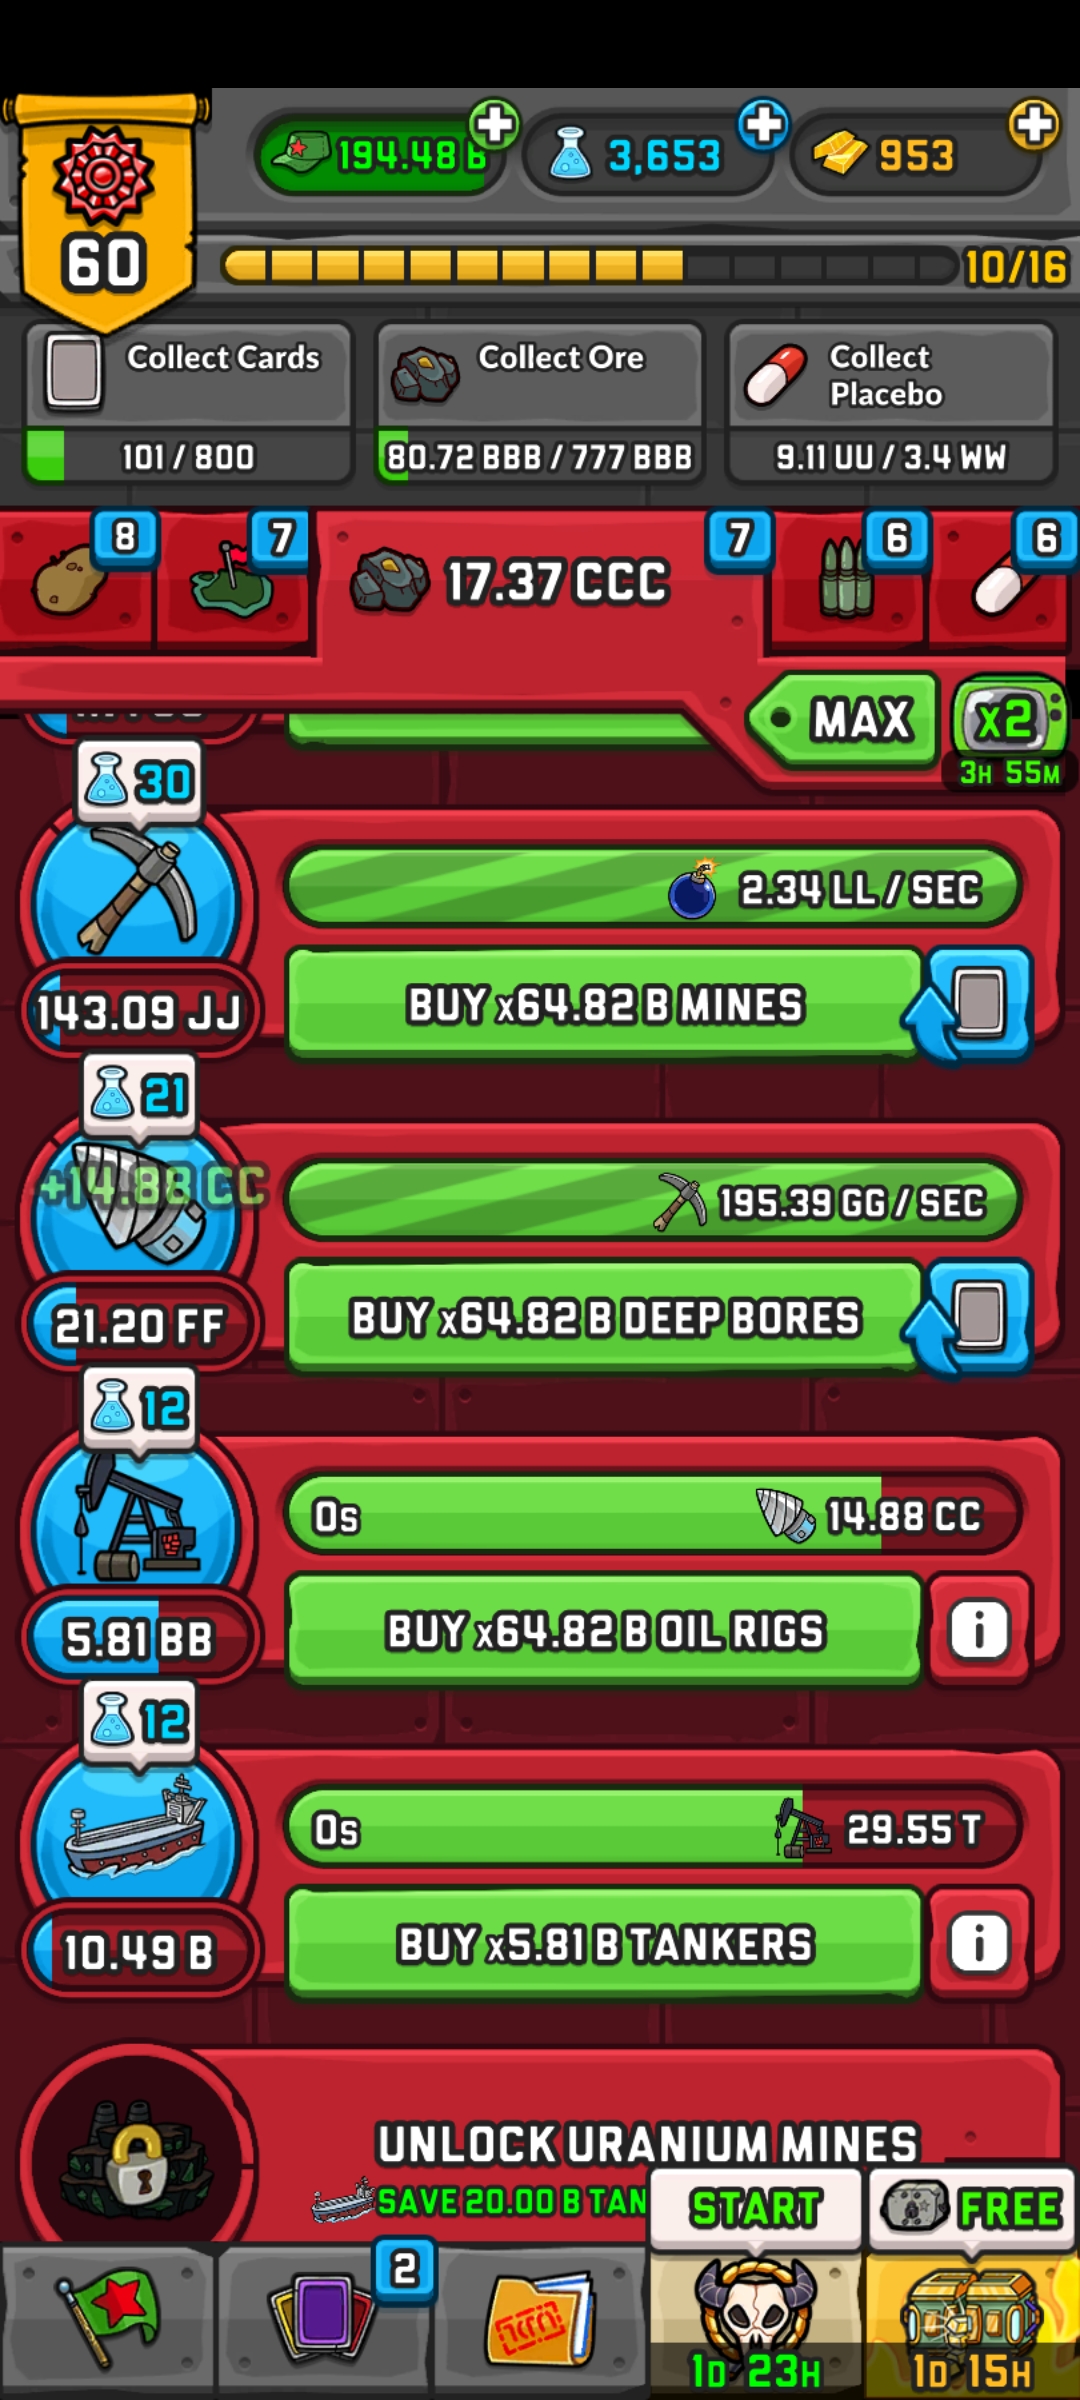 194.48 B
3,653
953
60
10/16
Collect Cards
101 / 800
Collect Ore
80.72 BBB / 777 BBB
Collect
Placebo
9.11 UU / 3.4 WW
8
7
17.37 CCC
7
6
6
MAX
x2
3H 55M
30
2.34 LL / SEC
143.09 JJ
BUY x64.82 B MINES
21
+14.88 CC
195.39 GG / SEC
21.20 FF
BUY x64.82 B DEEP BORES
12
0s
14.88 CC
5.81 BB
BUY x64.82 B OIL RIGS
i
12
0s
29.55 T
10.49 B
BUY x5.81 B TANKERS
i
UNLOCK URANIUM MINES
SAVE 20.00 B TAN
START
FREE
2
1D 23H
1D 15H